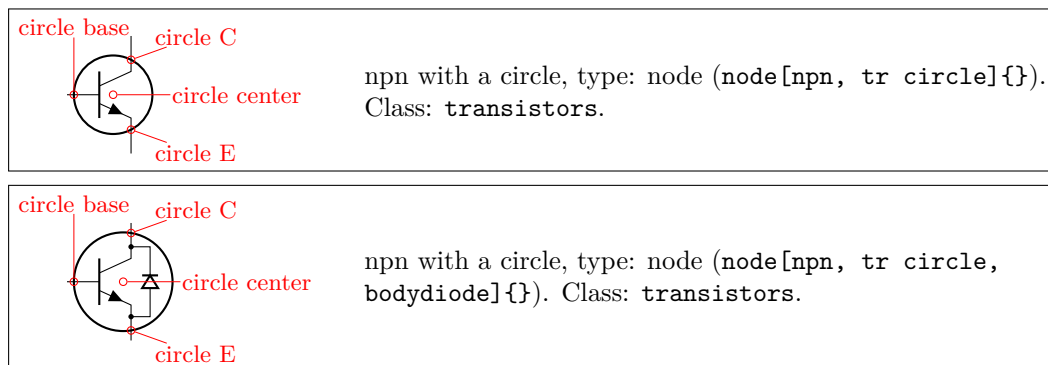 circle base
circle C
circle center
circle E
npn with a circle, type: node (node[npn, tr circle]{}).
Class: transistors.
circle base
circle C
circle center
circle E
npn with a circle, type: node (node[npn, tr circle,
bodydiode]{}). Class: transistors.